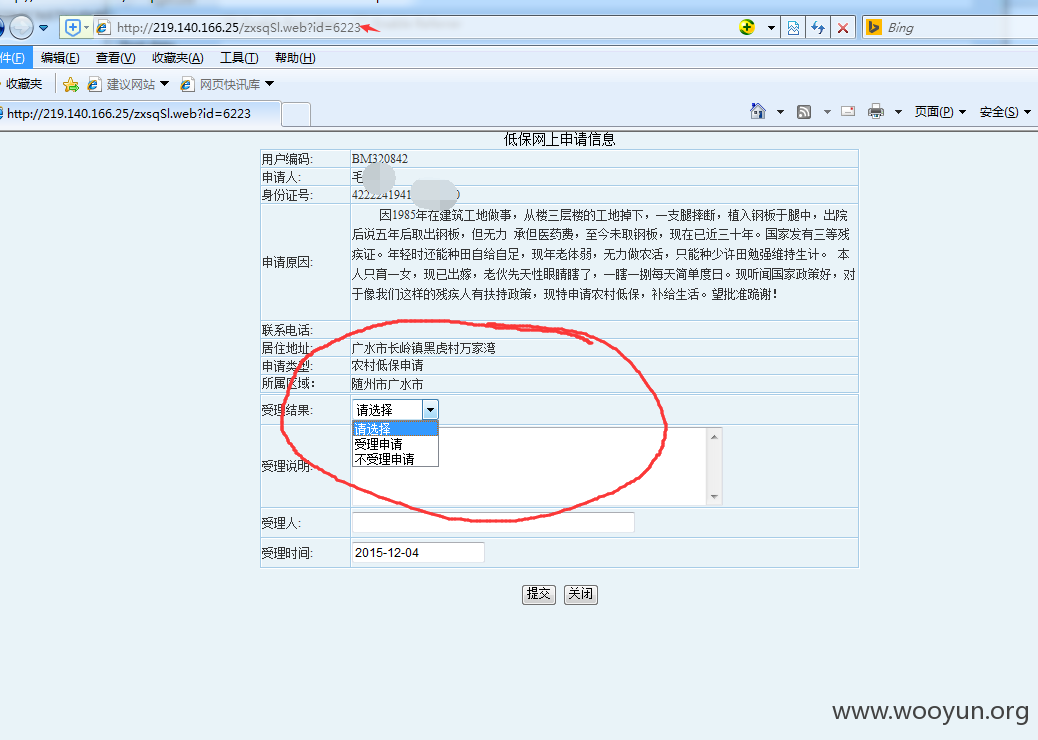 http://219.140.166.25/zxsqSl.web?id=6223
Bing
件(F) 编辑(E) 查看(V) 收藏夹(A) 工具(T) 帮助(H)
收藏夹 建议网站 网页快讯库
http://219.140.166.25/zxsqSl.web?id=6223
页面(P) 安全(S)
低保网上申请信息
用户编码: BM320842
申请人: 毛
身份证号: 4222241941
申请原因:
因1985年在建筑工地做事，从楼三层楼的工地掉下，一支腿摔断，植入钢板于腿中，出院
后说五年后取出钢板，但无力 承但医药费，至今未取钢板，现在已近三十年。国家发有三等残
疾证。年轻时还能种田自给自足，现年老体弱，无力做农活，只能种少许田勉强维持生计。 本
人只育一女，现已出嫁，老伙先天性眼睛瞎了，一瞎一捌每天简单度日。现听闻国家政策好，对
于像我们这样的残疾人有扶持政策，现特申请农村低保，补给生活。望批准跪谢！
联系电话:
居住地址: 广水市长岭镇黑虎村万家湾
申请类型: 农村低保申请
所属区域: 随州市广水市
受理结果: 请选择
请选择
受理申请
不受理申请
受理说明:
受理人:
受理时间: 2015-12-04
提交 关闭
www.wooyun.org